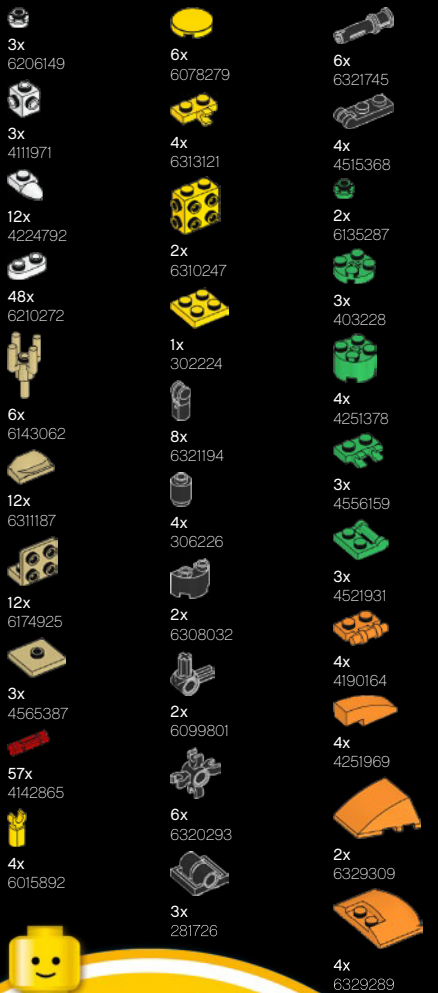 3x
6206149
3x
4111971
12x
4224792
48x
6210272
6x
6143062
12x
6311187
12x
6174925
3x
4565387
57x
4142865
4x
6015892
6x
6078279
4x
6313121
2x
6310247
1x
302224
8x
6321194
4x
306226
2x
6308032
2x
6099801
6x
6320293
3x
281726
6x
6321745
4x
4515368
2x
6135287
3x
403228
4x
4251378
3x
4556159
3x
4521931
4x
4190164
4x
4251969
2x
6329309
4x
6329289